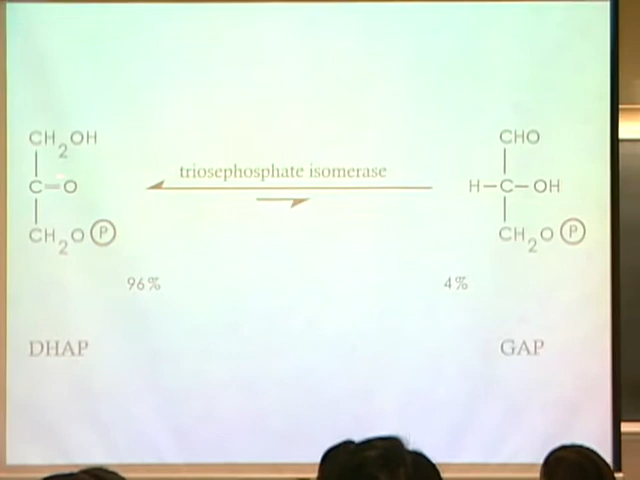 CH2OH
C=O
CH2O P
triosephosphate isomerase
CHO
H-C-OH
CH2O P
96%
4%
DHAP
GAP